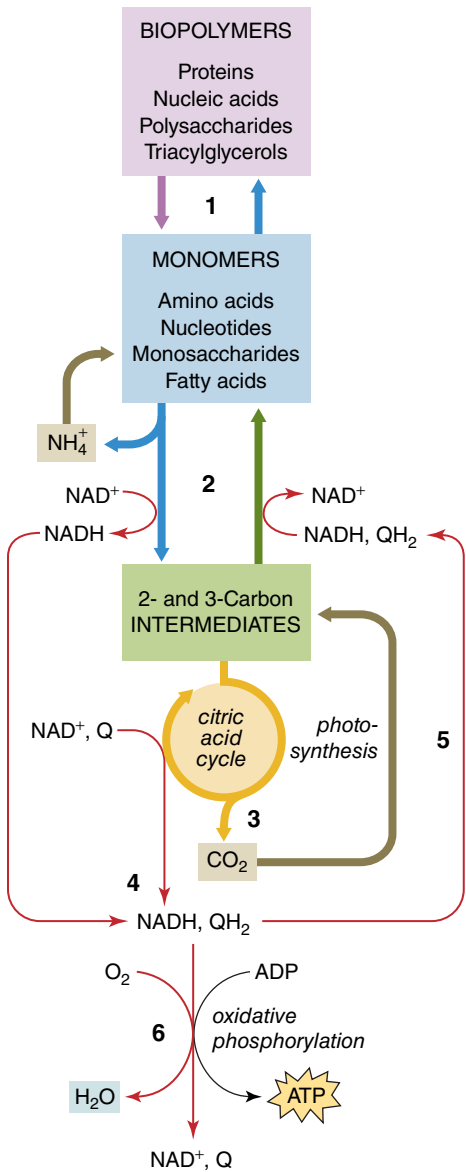 BIOPOLYMERS
Proteins
Nucleic acids
Polysaccharides
Triacylglycerols
1
MONOMERS
Amino acids
Nucleotides
Monosaccharides
Fatty acids
NH₄⁺
2
NAD⁺
NADH
NAD⁺
NADH, QH₂
2- and 3-Carbon
INTERMEDIATES
citric
acid
cycle
NAD⁺, Q
photo-
synthesis
5
3
CO₂
4
NADH, QH₂
O₂
ADP
6
oxidative
phosphorylation
H₂O
ATP
NAD⁺, Q